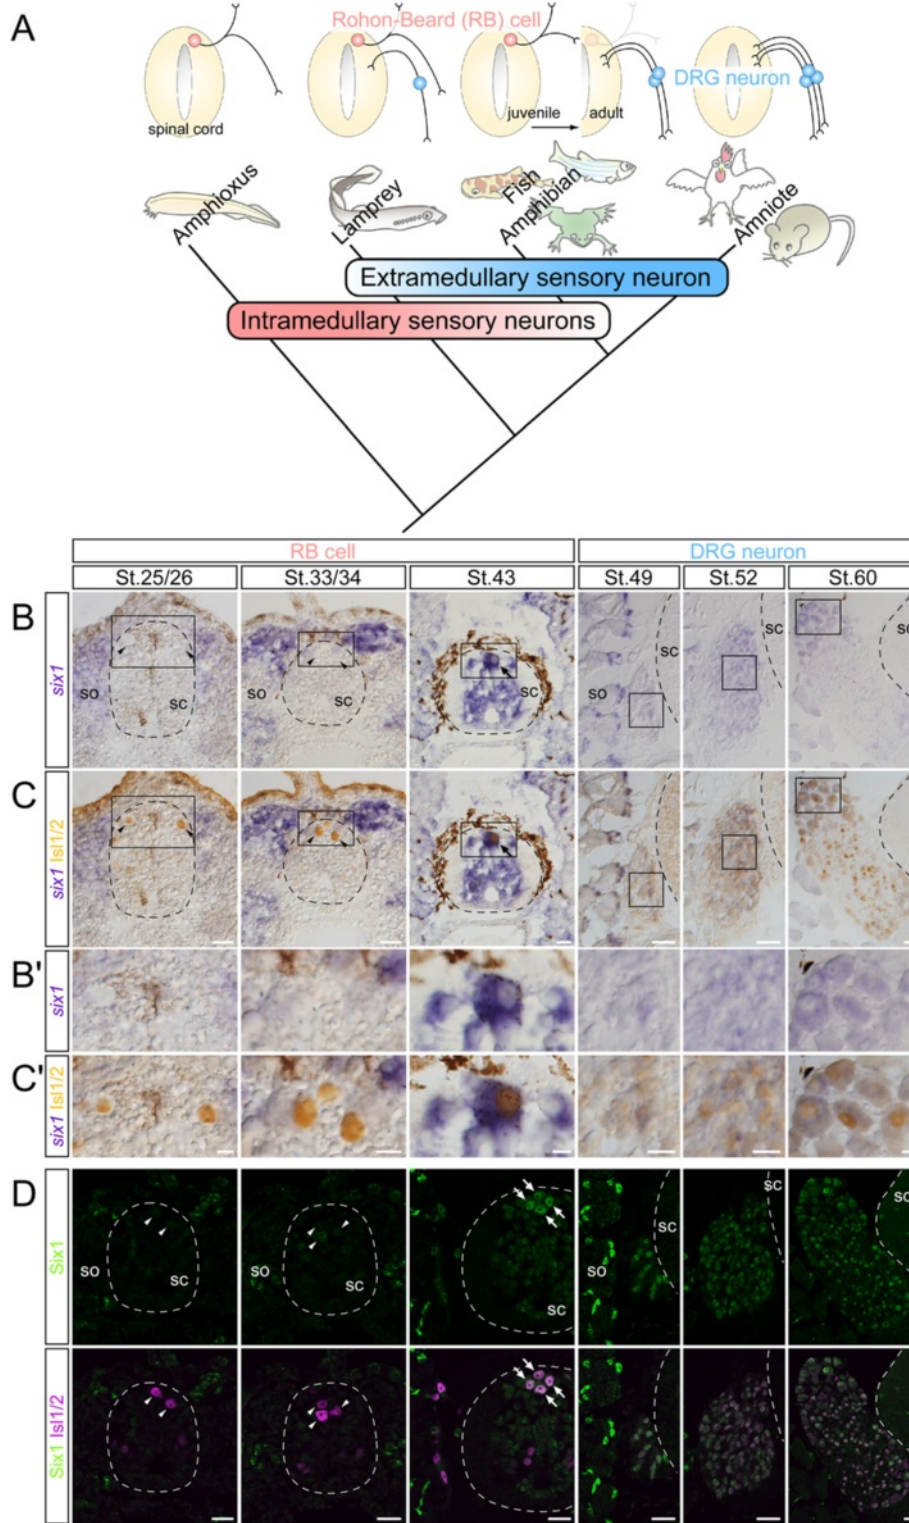 A
Rohon-Beard (RB) cell
DRG neuron
spinal cord
juvenile
adult
Amphioxus
Lamprey
Fish
Amphibian
Amniote
Extramedullary sensory neuron
Intramedullary sensory neurons
RB cell
DRG neuron
St.25/26
St.33/34
St.43
St.49
St.52
St.60
B
six1
so
sc
so
sc
so
sc
sc
sc
C
six1 Isl1/2
B'
six1
C'
six1 Isl1/2
D
Six1
so
sc
so
sc
sc
so
sc
sc
sc
Six1 Isl1/2